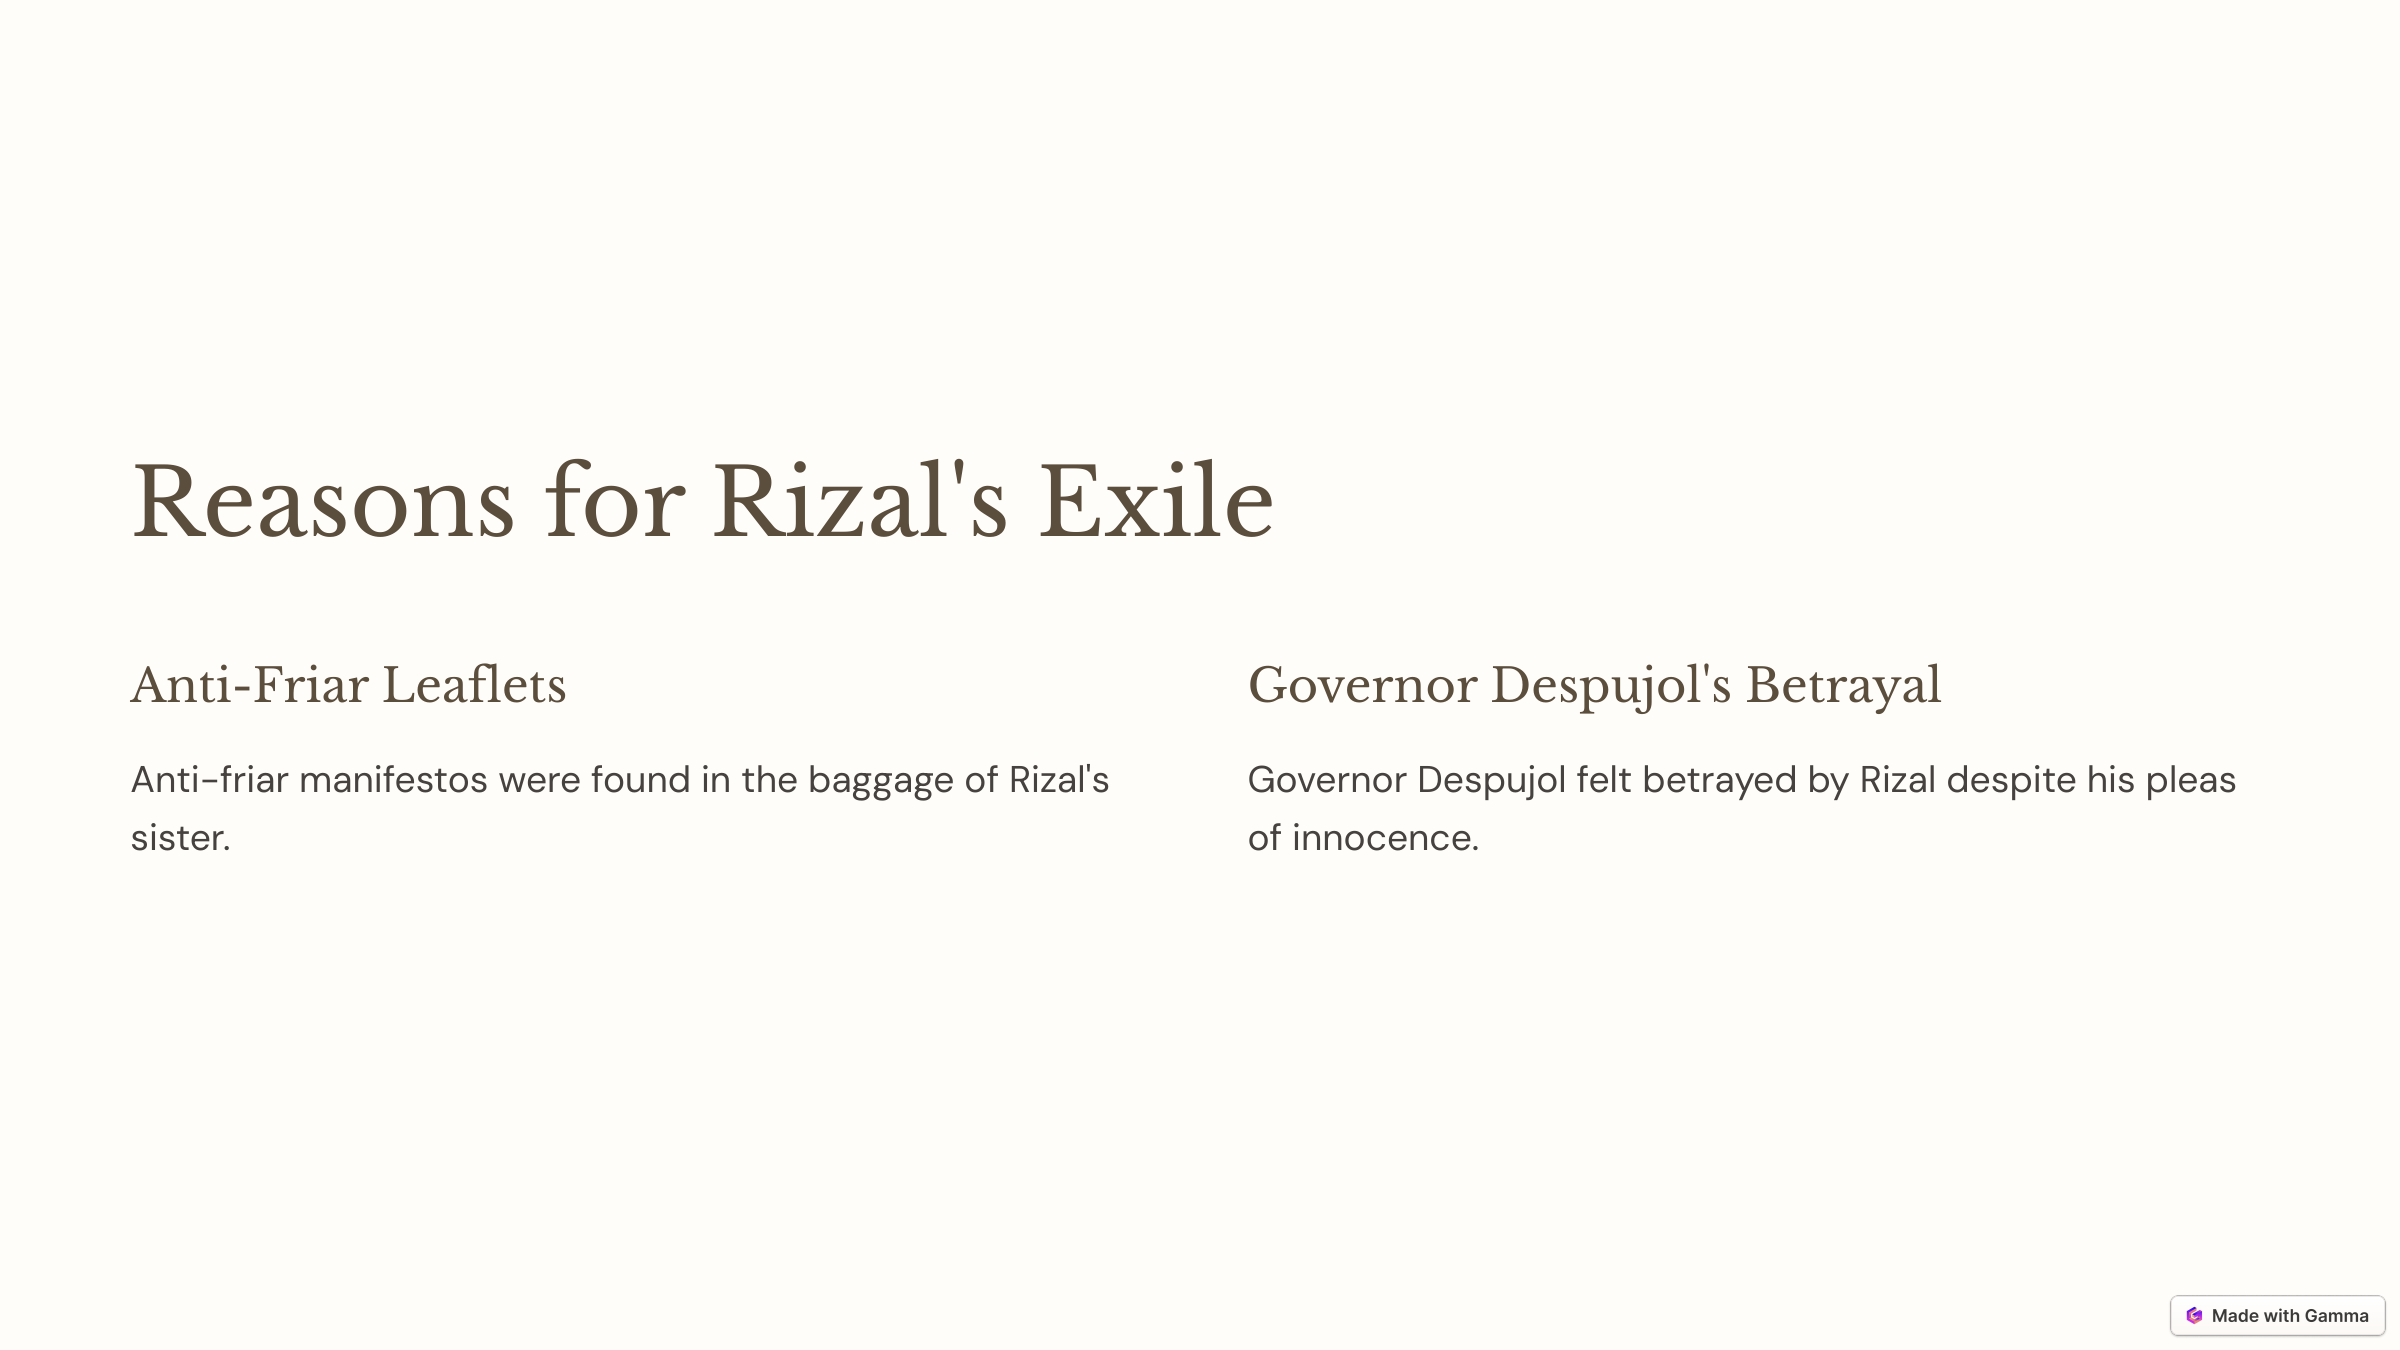 Reasons for Rizal's Exile
Anti-Friar Leaflets
Anti-friar manifestos were found in the baggage of Rizal's
sister.
Governor Despujol's Betrayal
Governor Despujol felt betrayed by Rizal despite his pleas
of innocence.
Made with Gamma